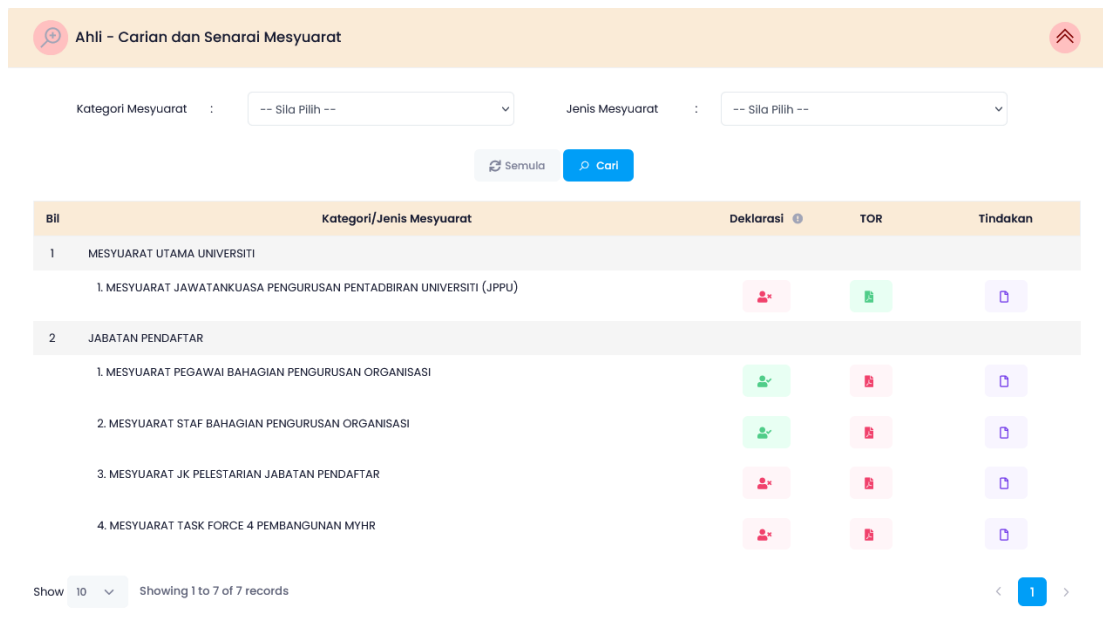 Ahli - Carian dan Senarai Mesyuarat
Kategori Mesyuarat : -- Sila Pilih -- Jenis Mesyuarat : -- Sila Pilih --
Semula Cari
Bil Kategori/Jenis Mesyuarat Deklarasi TOR Tindakan
1 MESYUARAT UTAMA UNIVERSITI
1. MESYUARAT JAWATANKUASA PENGURUSAN PENTADBIRAN UNIVERSITI (JPPU)
2 JABATAN PENDAFTAR
1. MESYUARAT PEGAWAI BAHAGIAN PENGURUSAN ORGANISASI
2. MESYUARAT STAF BAHAGIAN PENGURUSAN ORGANISASI
3. MESYUARAT JK PELESTARIAN JABATAN PENDAFTAR
4. MESYUARAT TASK FORCE 4 PEMBANGUNAN MYHR
Show 10 Showing 1 to 7 of 7 records < 1 >